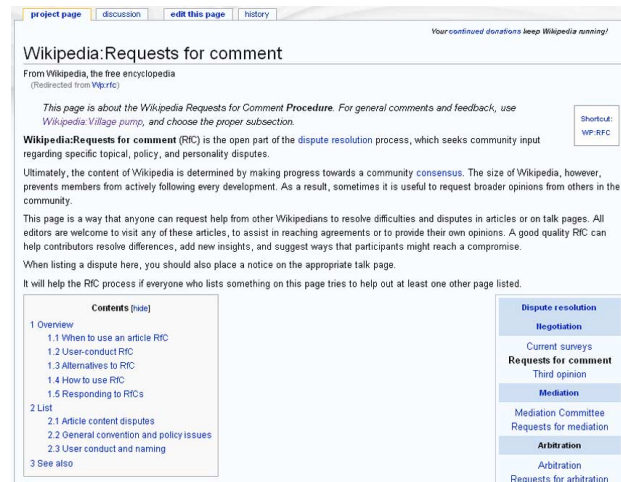 project page discussion edit this page history
Your continued donations keep Wikipedia running!
Wikipedia:Requests for comment
From Wikipedia, the free encyclopedia
(Redirected from Wp:rfc)
This page is about the Wikipedia Requests for Comment Procedure. For general comments and feedback, use
Wikipedia:Village pump, and choose the proper subsection.
Shortcut:
WP:RFC
Wikipedia:Requests for comment (RfC) is the open part of the dispute resolution process, which seeks community input
regarding specific topical, policy, and personality disputes.
Ultimately, the content of Wikipedia is determined by making progress towards a community consensus. The size of Wikipedia, however,
prevents members from actively following every development. As a result, sometimes it is useful to request broader opinions from others in the
community.
This page is a way that anyone can request help from other Wikipedians to resolve difficulties and disputes in articles or on talk pages. All
editors are welcome to visit any of these articles, to assist in reaching agreements or to provide their own opinions. A good quality RfC can
help contributors resolve differences, add new insights, and suggest ways that participants might reach a compromise.
When listing a dispute here, you should also place a notice on the appropriate talk page.
It will help the RfC process if everyone who lists something on this page tries to help out at least one other page listed.
Contents [hide]
1 Overview
1.1 When to use an article RfC
1.2 User-conduct RfC
1.3 Alternatives to RfC
1.4 How to use RfC
1.5 Responding to RfCs
2 List
2.1 Article content disputes
2.2 General convention and policy issues
2.3 User conduct and naming
3 See also
Dispute resolution
Negotiation
Current surveys
Requests for comment
Third opinion
Mediation
Mediation Committee
Requests for mediation
Arbitration
Arbitration
Requests for arbitration